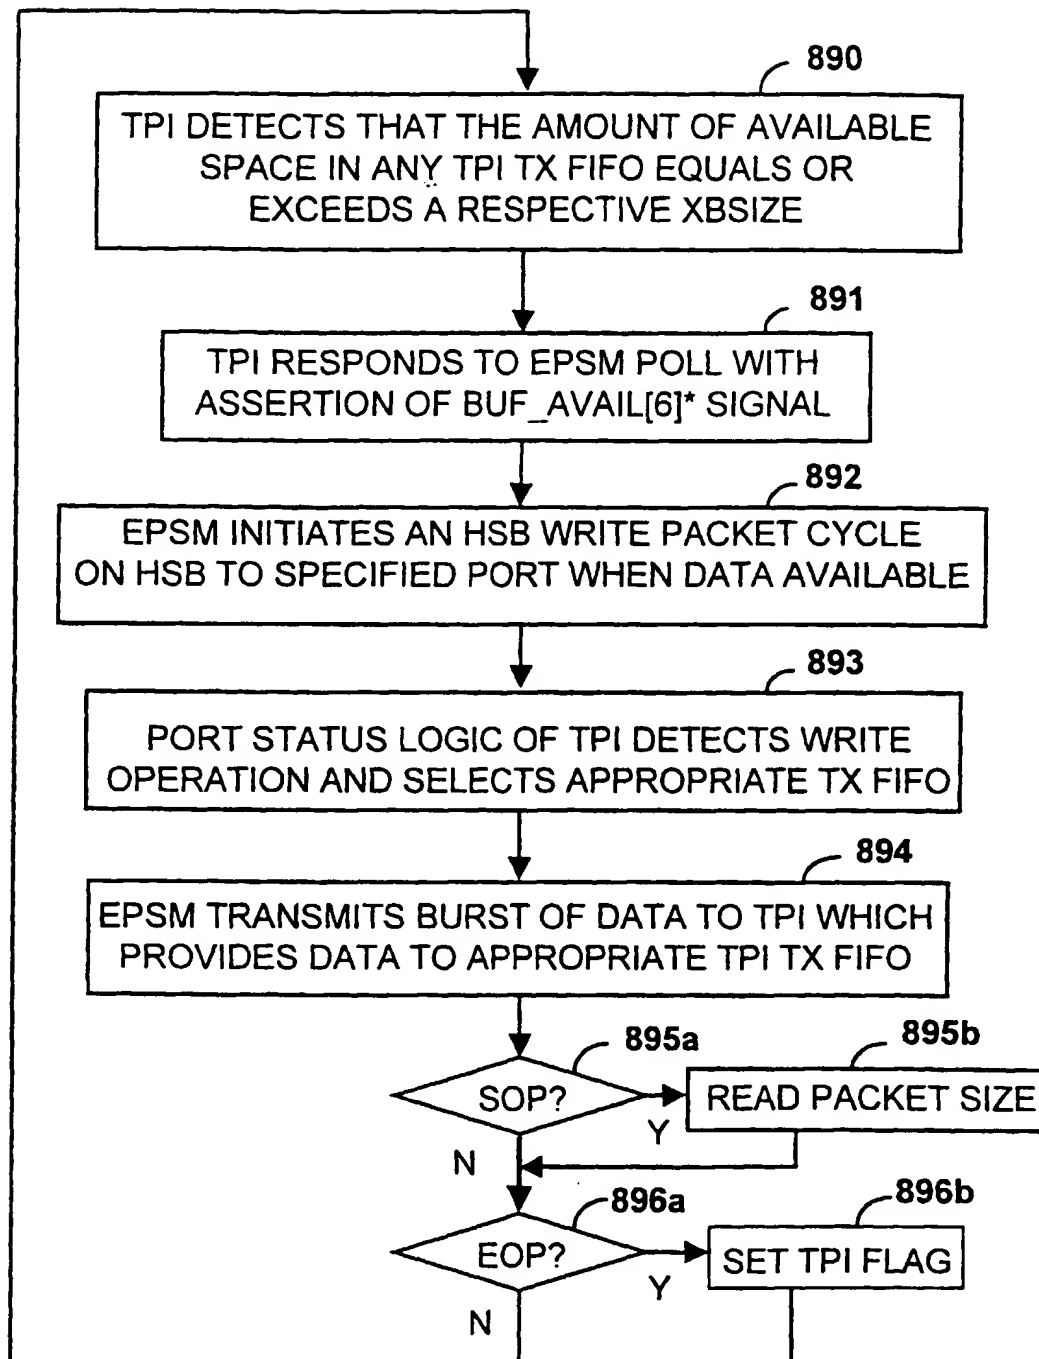 890
TPI DETECTS THAT THE AMOUNT OF AVAILABLE
SPACE IN ANY TPI TX FIFO EQUALS OR
EXCEEDS A RESPECTIVE XBSIZE
891
TPI RESPONDS TO EPSM POLL WITH
ASSERTION OF BUF_AVAIL[6]* SIGNAL
892
EPSM INITIATES AN HSB WRITE PACKET CYCLE
ON HSB TO SPECIFIED PORT WHEN DATA AVAILABLE
893
PORT STATUS LOGIC OF TPI DETECTS WRITE
OPERATION AND SELECTS APPROPRIATE TX FIFO
894
EPSM TRANSMITS BURST OF DATA TO TPI WHICH
PROVIDES DATA TO APPROPRIATE TPI TX FIFO
895a
895b
SOP?
READ PACKET SIZE
Y
N
896a
896b
EOP?
SET TPI FLAG
Y
N